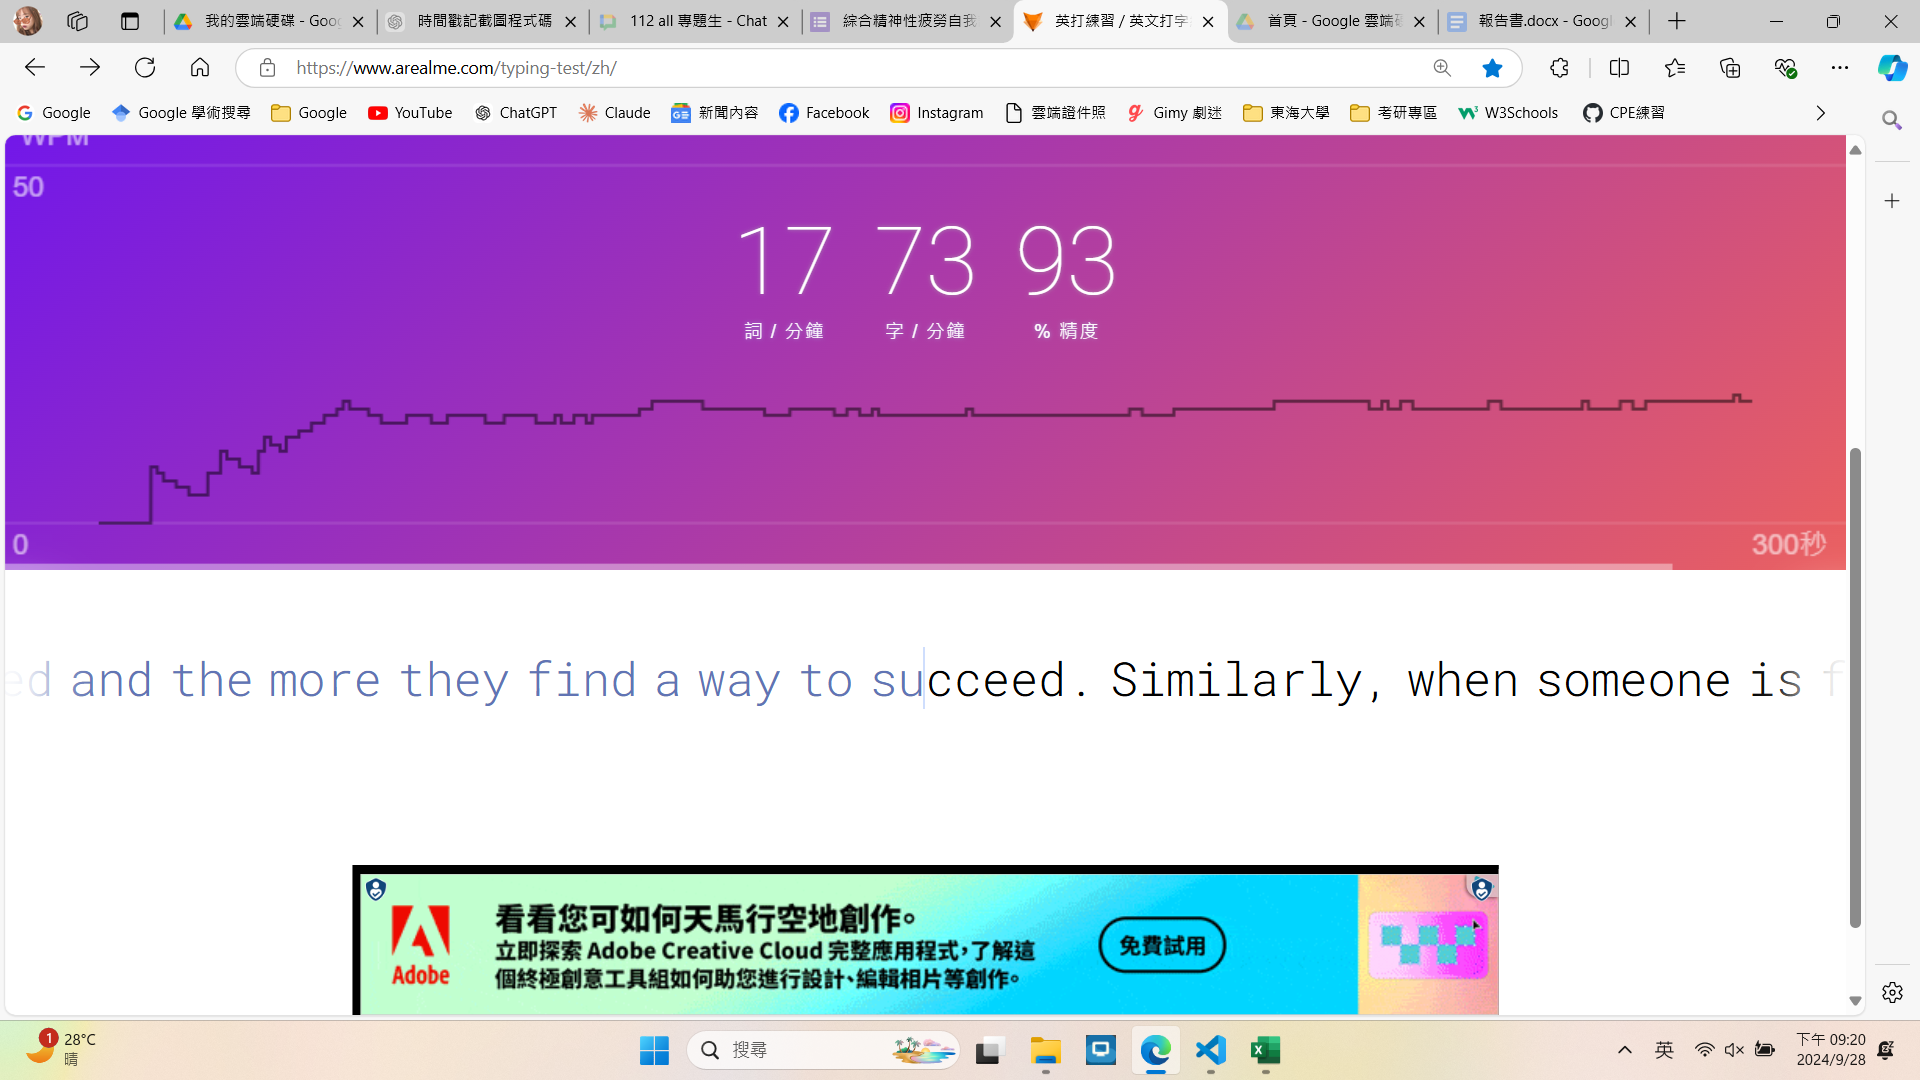 我的雲端硬碟 - Goog
時間戳記截圖程式碼
112 all 專題生 - Chat
綜合精神性疲勞自我
英打練習 / 英文打字
首頁 - Google 雲端硬
報告書.docx - Googl
https://www.arealme.com/typing-test/zh/
Google
Google 學術搜尋
Google
YouTube
ChatGPT
Claude
新聞內容
Facebook
Instagram
雲端證件照
Gimy 劇迷
東海大學
考研專區
W3Schools
CPE練習
WPM
50
17 73 93
詞 / 分鐘 字 / 分鐘 % 精度
0 300秒
ed and the more they find a way to succeed. Similarly, when someone is f
看看您可如何天馬行空地創作。
立即探索 Adobe Creative Cloud 完整應用程式，了解這
個終極創意工具組如何助您進行設計、編輯相片等創作。
Adobe
免費試用
1
28°C
晴
搜尋
英
下午 09:20
2024/9/28